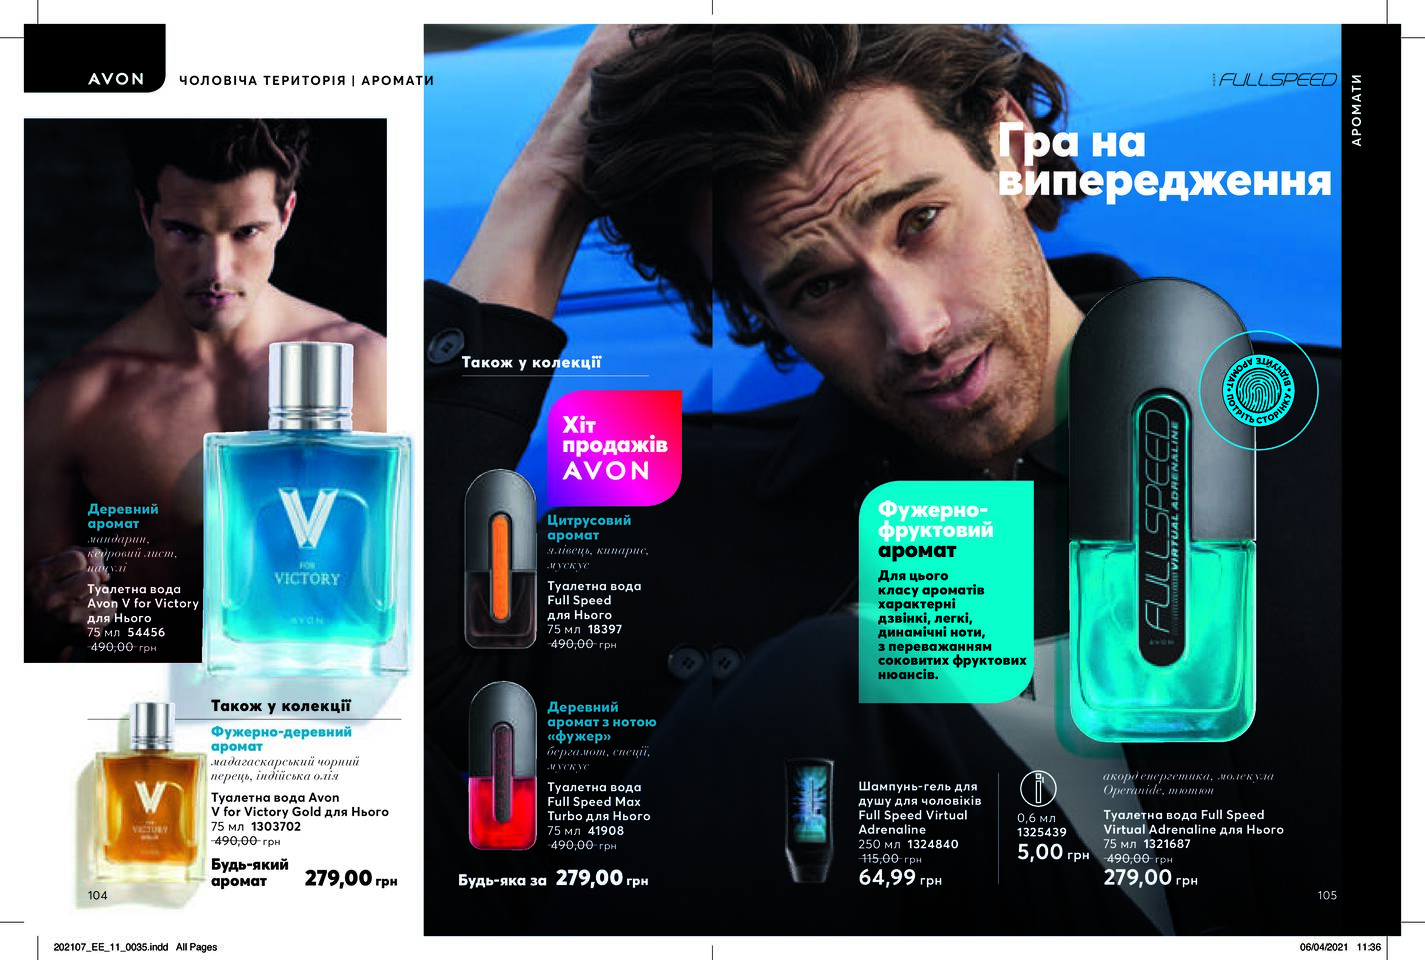 AVON
ЧОЛОВІЧА ТЕРИТОРІЯ | АРОМАТИ
Деревний
аромат
мандарин,
кедровий лист,
пачулі
Туалетна вода
Avon V for Victory
для Нього
75 мл 54456
490,00 грн
V
FOR
VICTORY
AVON
Також у колекції
Фужерно-деревний
аромат
мадагаскарський чорний
перець, індійська олія
Туалетна вода Avon
V for Victory Gold для Нього
75 мл 1303702
490,00 грн
Будь-який
аромат 279,00 грн
V
FOR
VICTORY
104
Також у колекції
Хіт
продажів
AVON
Цитрусовий
аромат
ялівець, кипарис,
мускус
Туалетна вода
Full Speed
для Нього
75 мл 18397
490,00 грн
Деревний
аромат з нотою
«фужер»
бергамот, спеції,
мускус
Туалетна вода
Full Speed Max
Turbo для Нього
75 мл 41908
490,00 грн
Будь-яка за 279,00 грн
FULLSPEED
АРОМАТИ
Гра на
випередження
ВІДЧУЙТЕ АРОМАТ • ПОТРІТЬ СТОРІНКУ •
FULLSPEED
VIRTUAL ADRENALINE
AVON
Фужерно-
фруктовий
аромат
Для цього
класу ароматів
характерні
дзвінкі, легкі,
динамічні ноти,
з переважанням
соковитих фруктових
нюансів.
Шампунь-гель для
душу для чоловіків
Full Speed Virtual
Adrenaline
250 мл 1324840
115,00 грн
64,99 грн
0,6 мл
1325439
5,00 грн
акорд енергетика, молекула
Operanide, тютюн
Туалетна вода Full Speed
Virtual Adrenaline для Нього
75 мл 1321687
490,00 грн
279,00 грн
105
202107_EE_11_0035.indd All Pages
06/04/2021 11:36